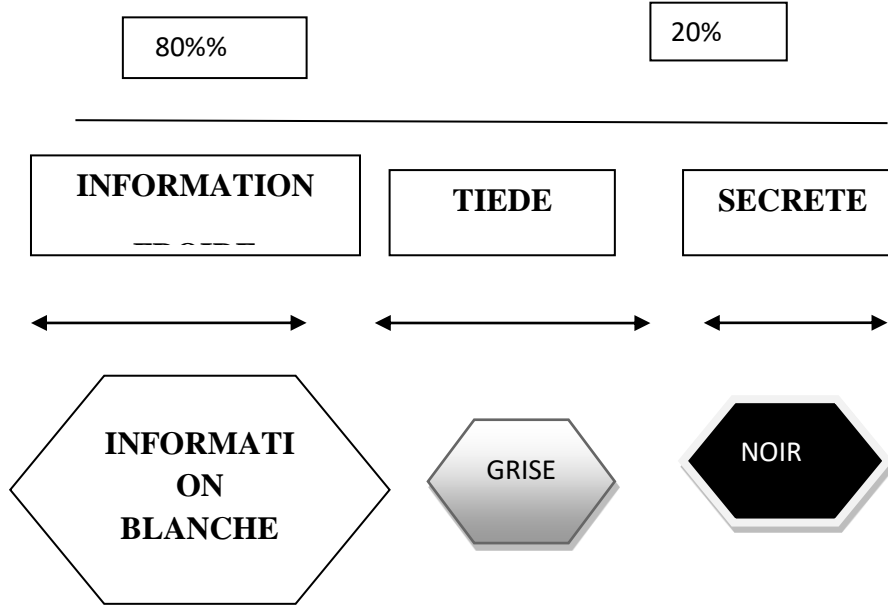 80%%
20%
INFORMATION
TIEDE
SECRETE
INFORMATI
ON
BLANCHE
GRISE
NOIR